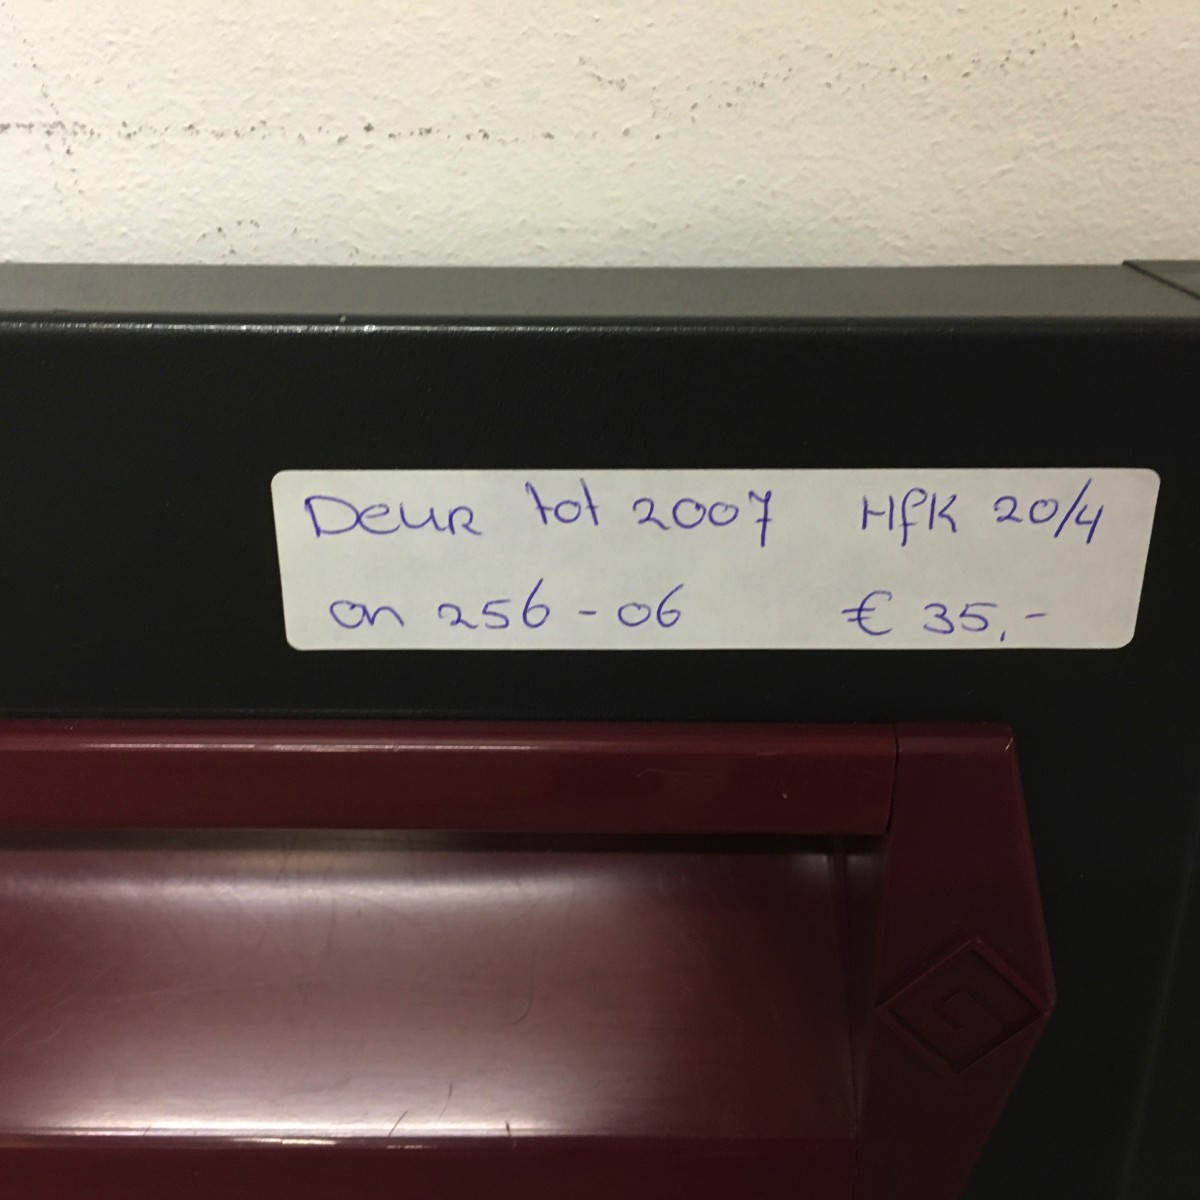 Deur tot 2007 HfK 20/4
on 256-06 € 35,-